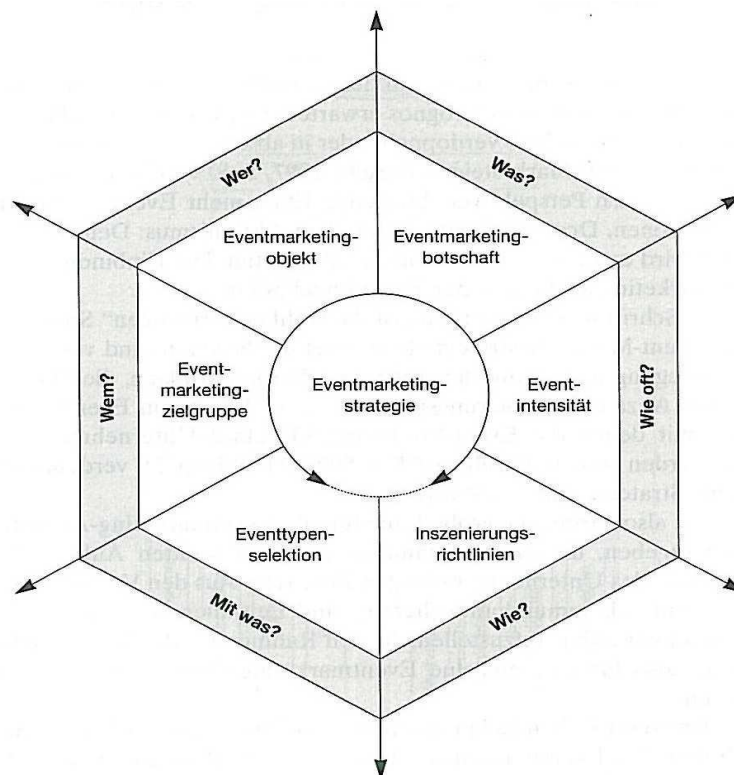 Wer?
Was?
Eventmarketing-
objekt
Eventmarketing-
botschaft
Wem?
Event-
marketing-
zielgruppe
Eventmarketing-
strategie
Event-
intensität
Wie oft?
Eventtypen-
selektion
Inszenierungs-
richtlinien
Mit was?
Wie?